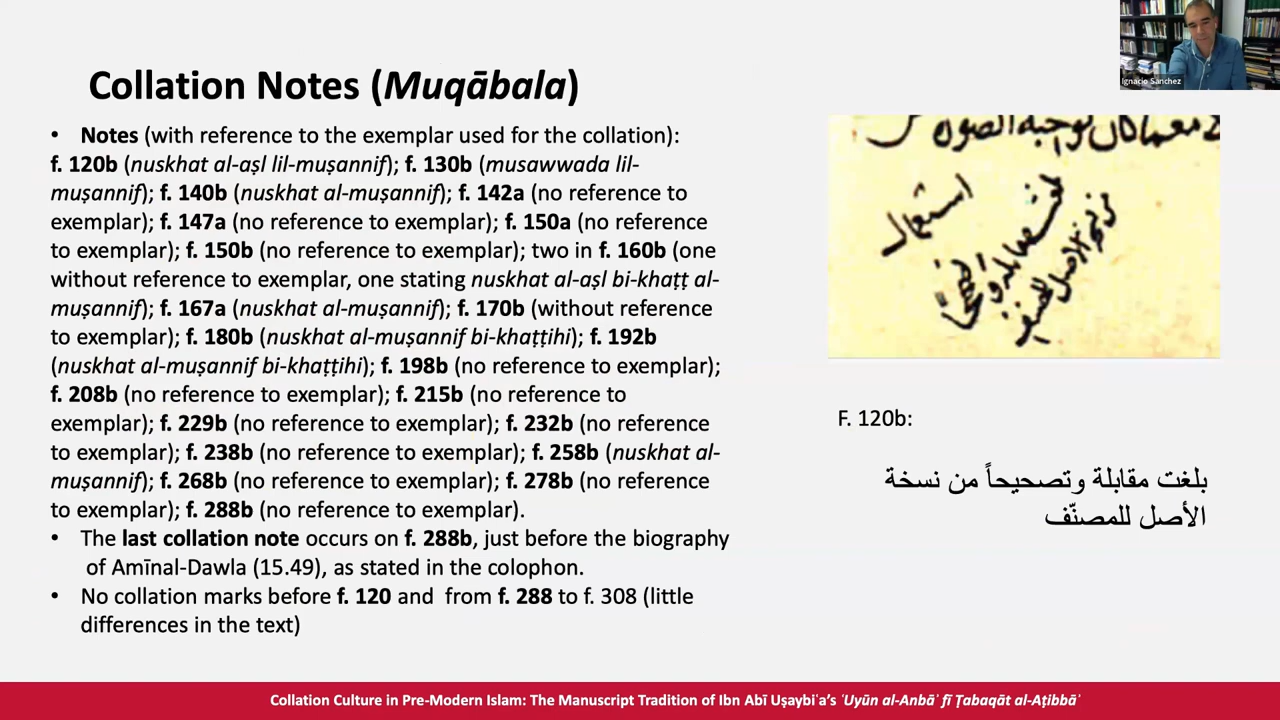 Ignacio Sanchez
Collation Notes (Muqābala)
• Notes (with reference to the exemplar used for the collation):
f. 120b (nuskhat al-aṣl lil-muṣannif); f. 130b (musawwada lil-
muṣannif); f. 140b (nuskhat al-muṣannif); f. 142a (no reference to
exemplar); f. 147a (no reference to exemplar); f. 150a (no reference
to exemplar); f. 150b (no reference to exemplar); two in f. 160b (one
without reference to exemplar, one stating nuskhat al-aṣl bi-khaṭṭ al-
muṣannif); f. 167a (nuskhat al-muṣannif); f. 170b (without reference
to exemplar); f. 180b (nuskhat al-muṣannif bi-khaṭṭihi); f. 192b
(nuskhat al-muṣannif bi-khaṭṭihi); f. 198b (no reference to exemplar);
f. 208b (no reference to exemplar); f. 215b (no reference to
exemplar); f. 229b (no reference to exemplar); f. 232b (no reference
to exemplar); f. 238b (no reference to exemplar); f. 258b (nuskhat al-
muṣannif); f. 268b (no reference to exemplar); f. 278b (no reference
to exemplar); f. 288b (no reference to exemplar).
• The last collation note occurs on f. 288b, just before the biography
of Amīnal-Dawla (15.49), as stated in the colophon.
• No collation marks before f. 120 and from f. 288 to f. 308 (little
differences in the text)
F. 120b:
بلغت مقابلة وتصحيحاً من نسخة
الأصل للمصنّف
Collation Culture in Pre-Modern Islam: The Manuscript Tradition of Ibn Abī Uṣaybiʿa’s ʿUyūn al-Anbāʾ fī Ṭabaqāt al-Aṭibbāʾ